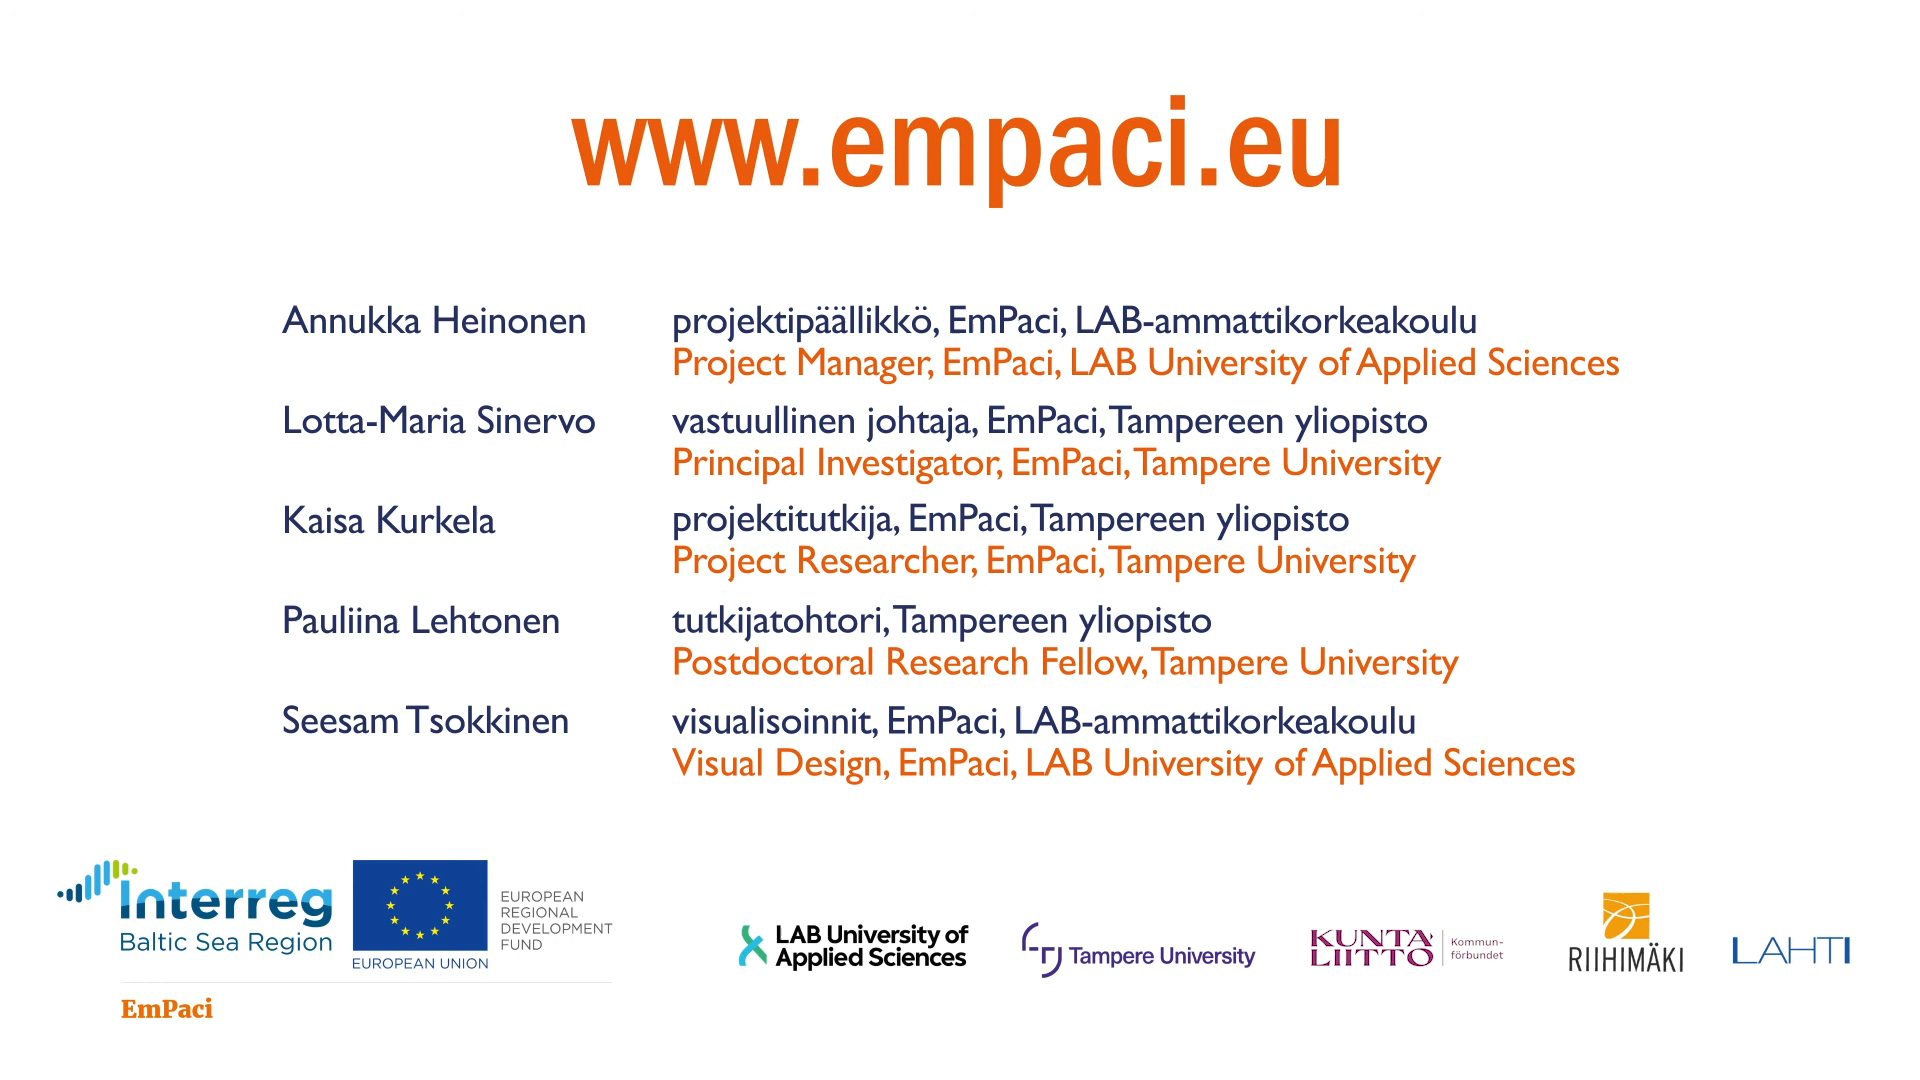 www.empaci.eu
Annukka Heinonen
projektipäällikkö, EmPaci, LAB-ammattikorkeakoulu
Project Manager, EmPaci, LAB University of Applied Sciences
Lotta-Maria Sinervo
vastuullinen johtaja, EmPaci, Tampereen yliopisto
Principal Investigator, EmPaci, Tampere University
Kaisa Kurkela
projektitutkija, EmPaci, Tampereen yliopisto
Project Researcher, EmPaci, Tampere University
Pauliina Lehtonen
tutkijatohtori, Tampereen yliopisto
Postdoctoral Research Fellow, Tampere University
Seesam Tsokkinen
visualisoinnit, EmPaci, LAB-ammattikorkeakoulu
Visual Design, EmPaci, LAB University of Applied Sciences
Interreg
Baltic Sea Region
EUROPEAN UNION
EUROPEAN
REGIONAL
DEVELOPMENT
FUND
EmPaci
LAB University of
Applied Sciences
Tampere University
KUNTA
LIITTO
Kommun-
förbundet
RIIHIMÄKI
LAHTI